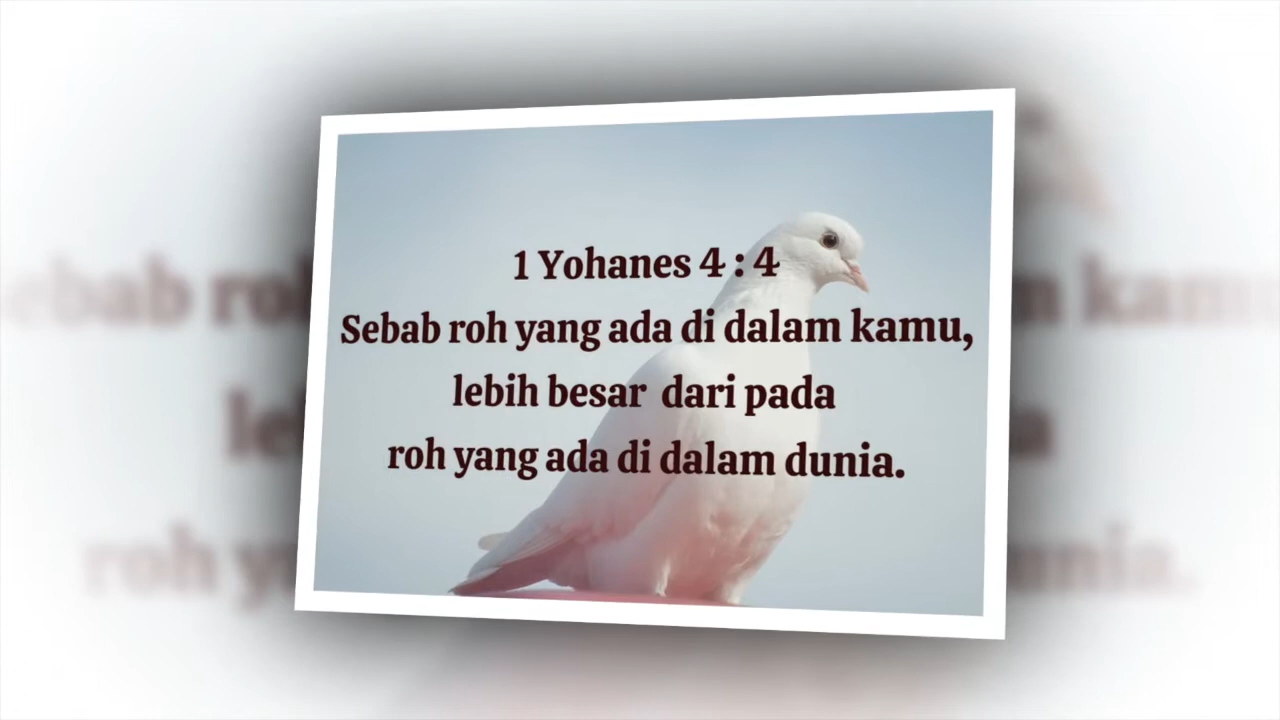 1 Yohanes 4 : 4
Sebab roh yang ada di dalam kamu,
lebih besar dari pada
roh yang ada di dalam dunia.